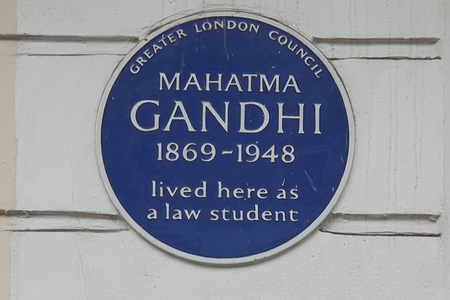 GREATER LONDON COUNCIL
MAHATMA
GANDHI
1869-1948
lived here as
a law student